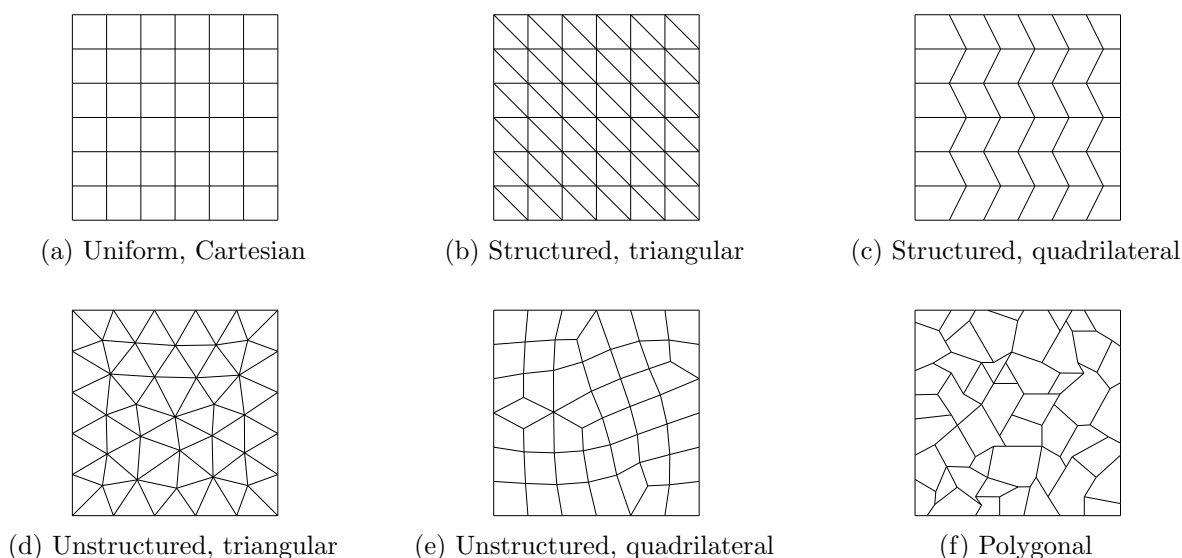 (a) Uniform, Cartesian
(b) Structured, triangular
(c) Structured, quadrilateral
(d) Unstructured, triangular
(e) Unstructured, quadrilateral
(f) Polygonal